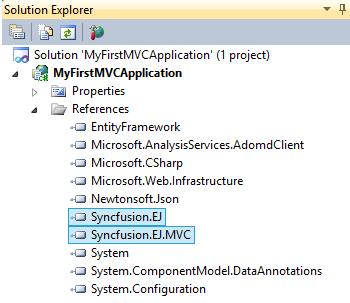 Solution Explorer
Solution 'MyFirstMVCApplication' (1 project)
MyFirstMVCApplication
Properties
References
EntityFramework
Microsoft.AnalysisServices.AdomdClient
Microsoft.CSharp
Microsoft.Web.Infrastructure
Newtonsoft.Json
Syncfusion.EJ
Syncfusion.EJ.MVC
System
System.ComponentModel.DataAnnotations
System.Configuration